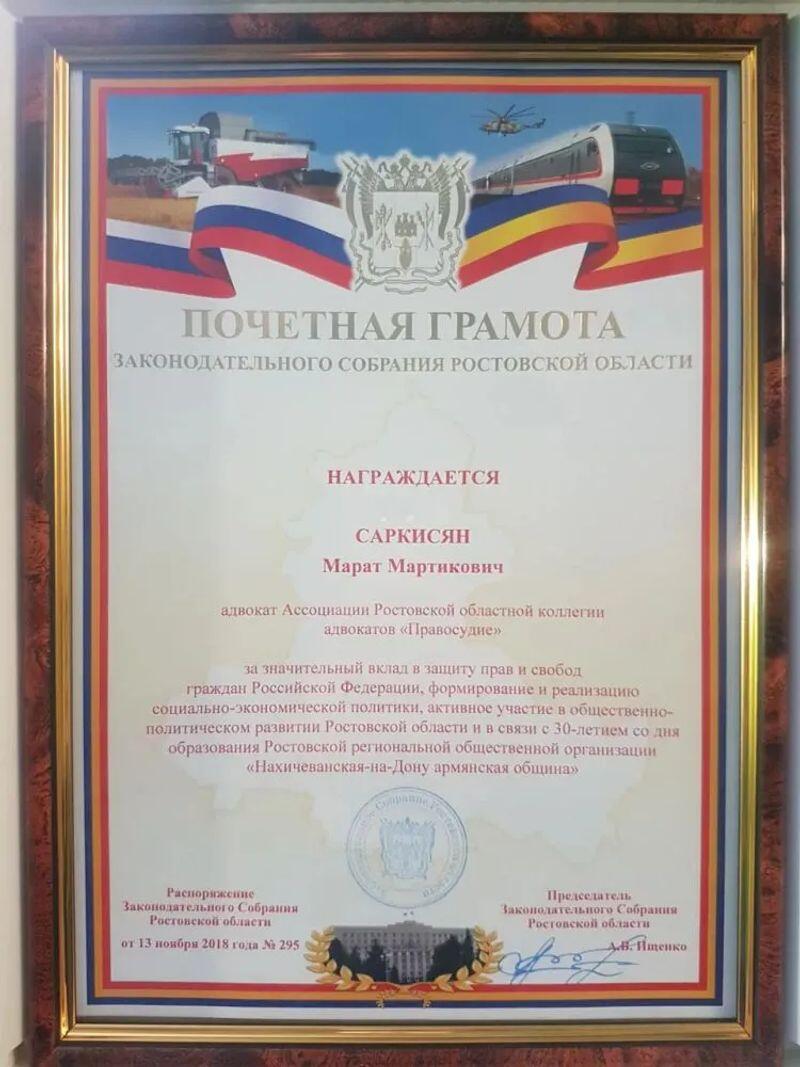 ПОЧЕТНАЯ ГРАМОТА
ЗАКОНОДАТЕЛЬНОГО СОБРАНИЯ РОСТОВСКОЙ ОБЛАСТИ
НАГРАЖДАЕТСЯ
САРКИСЯН
Марат Мартикович
адвокат Ассоциации Ростовской областной коллегии
адвокатов «Правосудие»
за значительный вклад в защиту прав и свобод
граждан Российской Федерации, формирование и реализацию
социально-экономической политики, активное участие в общественно-
политическом развитии Ростовской области и в связи с 30-летием со дня
образования Ростовской региональной общественной организации
«Нахичеванская-на-Дону армянская община»
Собрание Ростовской области
Распоряжение
Законодательного Собрания
Ростовской области
от 13 ноября 2018 года № 295
Председатель
Законодательного Собрания
Ростовской области
А.В. Ищенко